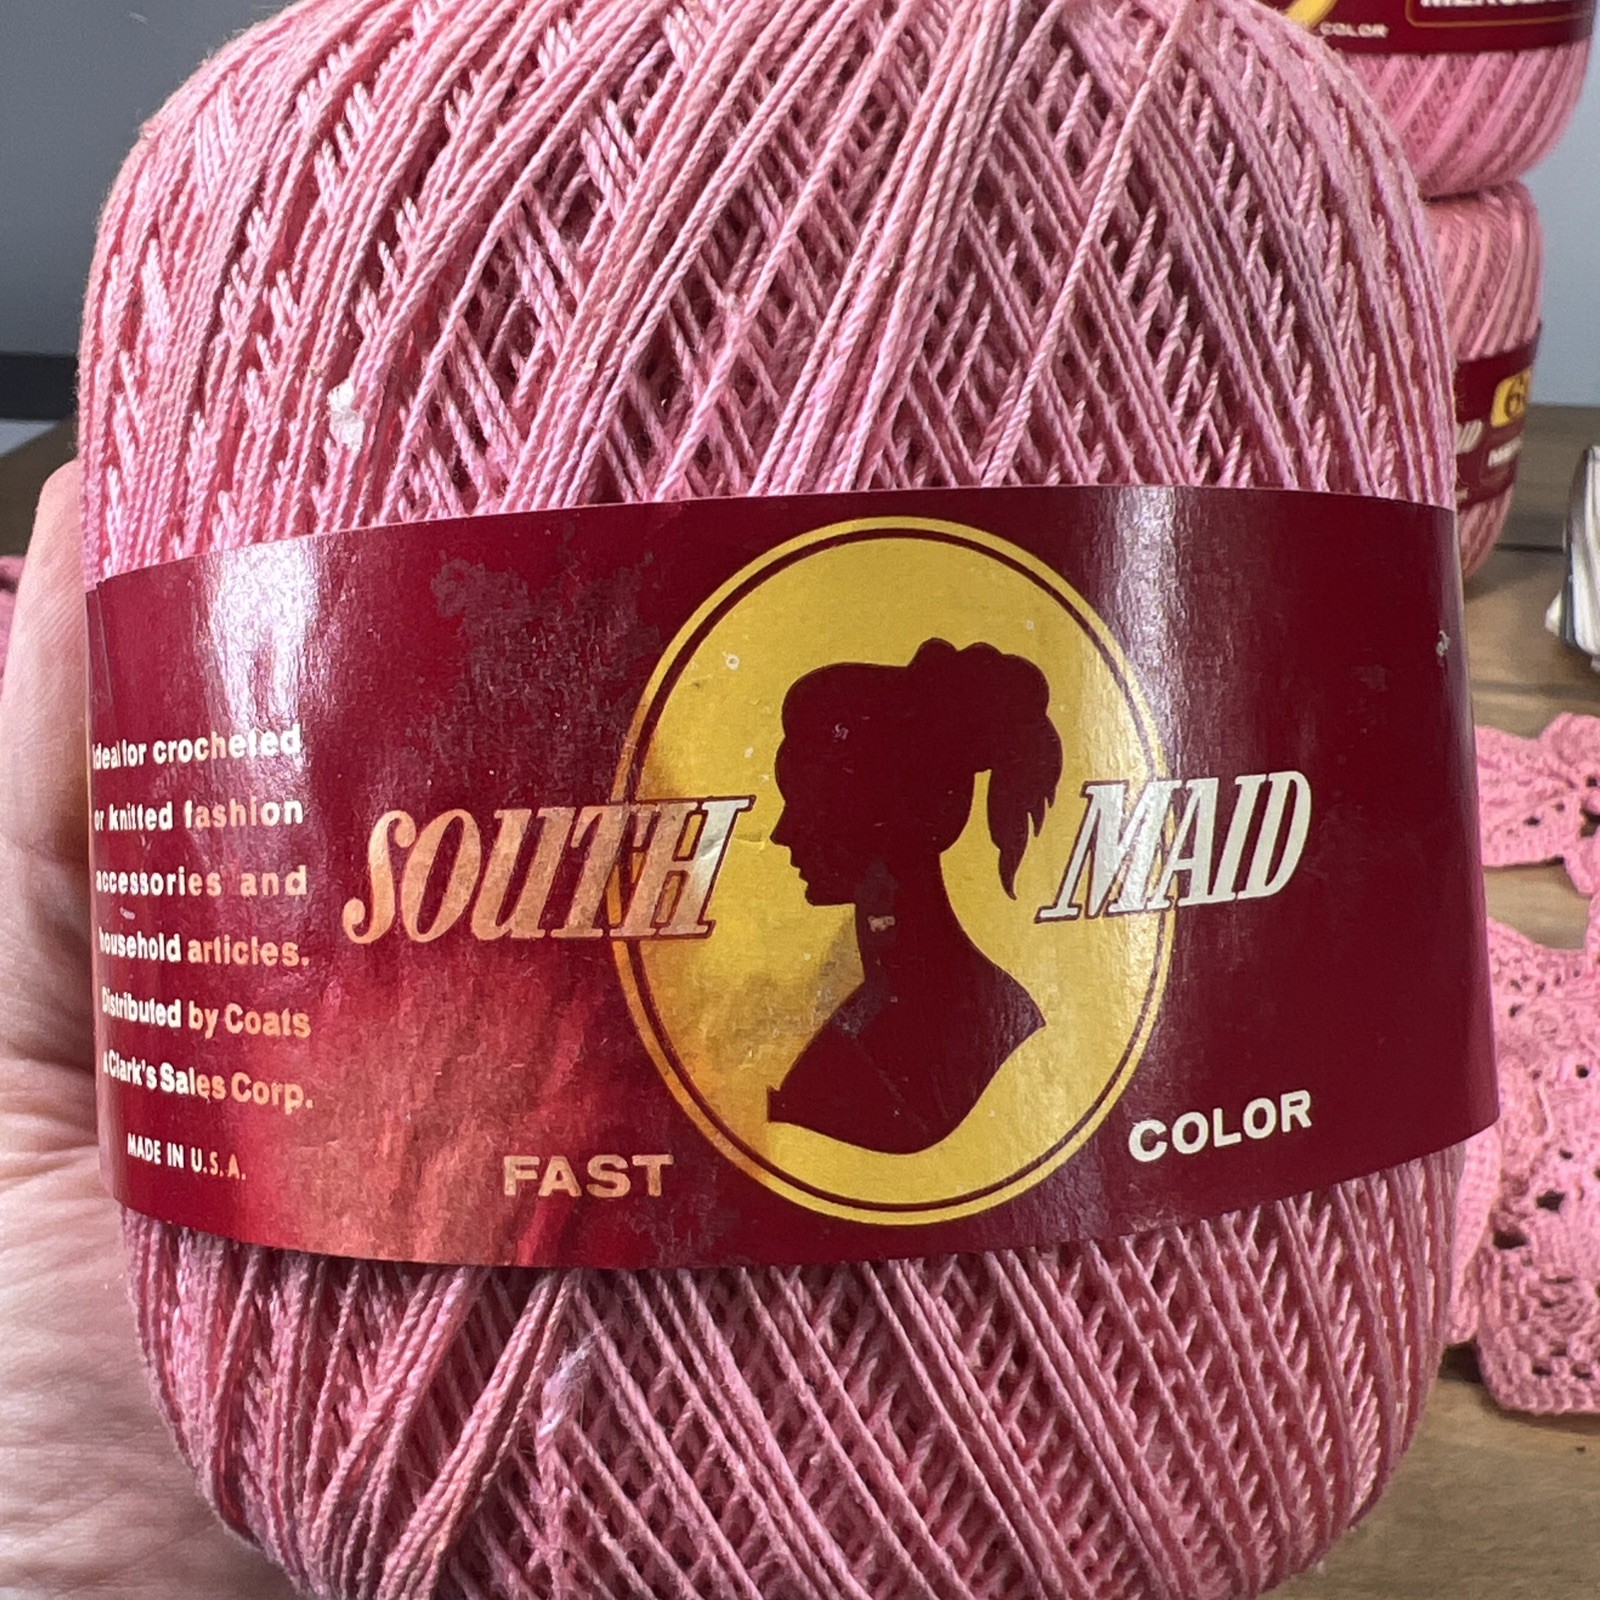 Ideal for crocheted
or knitted fashion
accessories and
household articles.
Distributed by Coats
& Clark's Sales Corp.
MADE IN U.S.A.
SOUTH MAID
FAST COLOR
COLOR